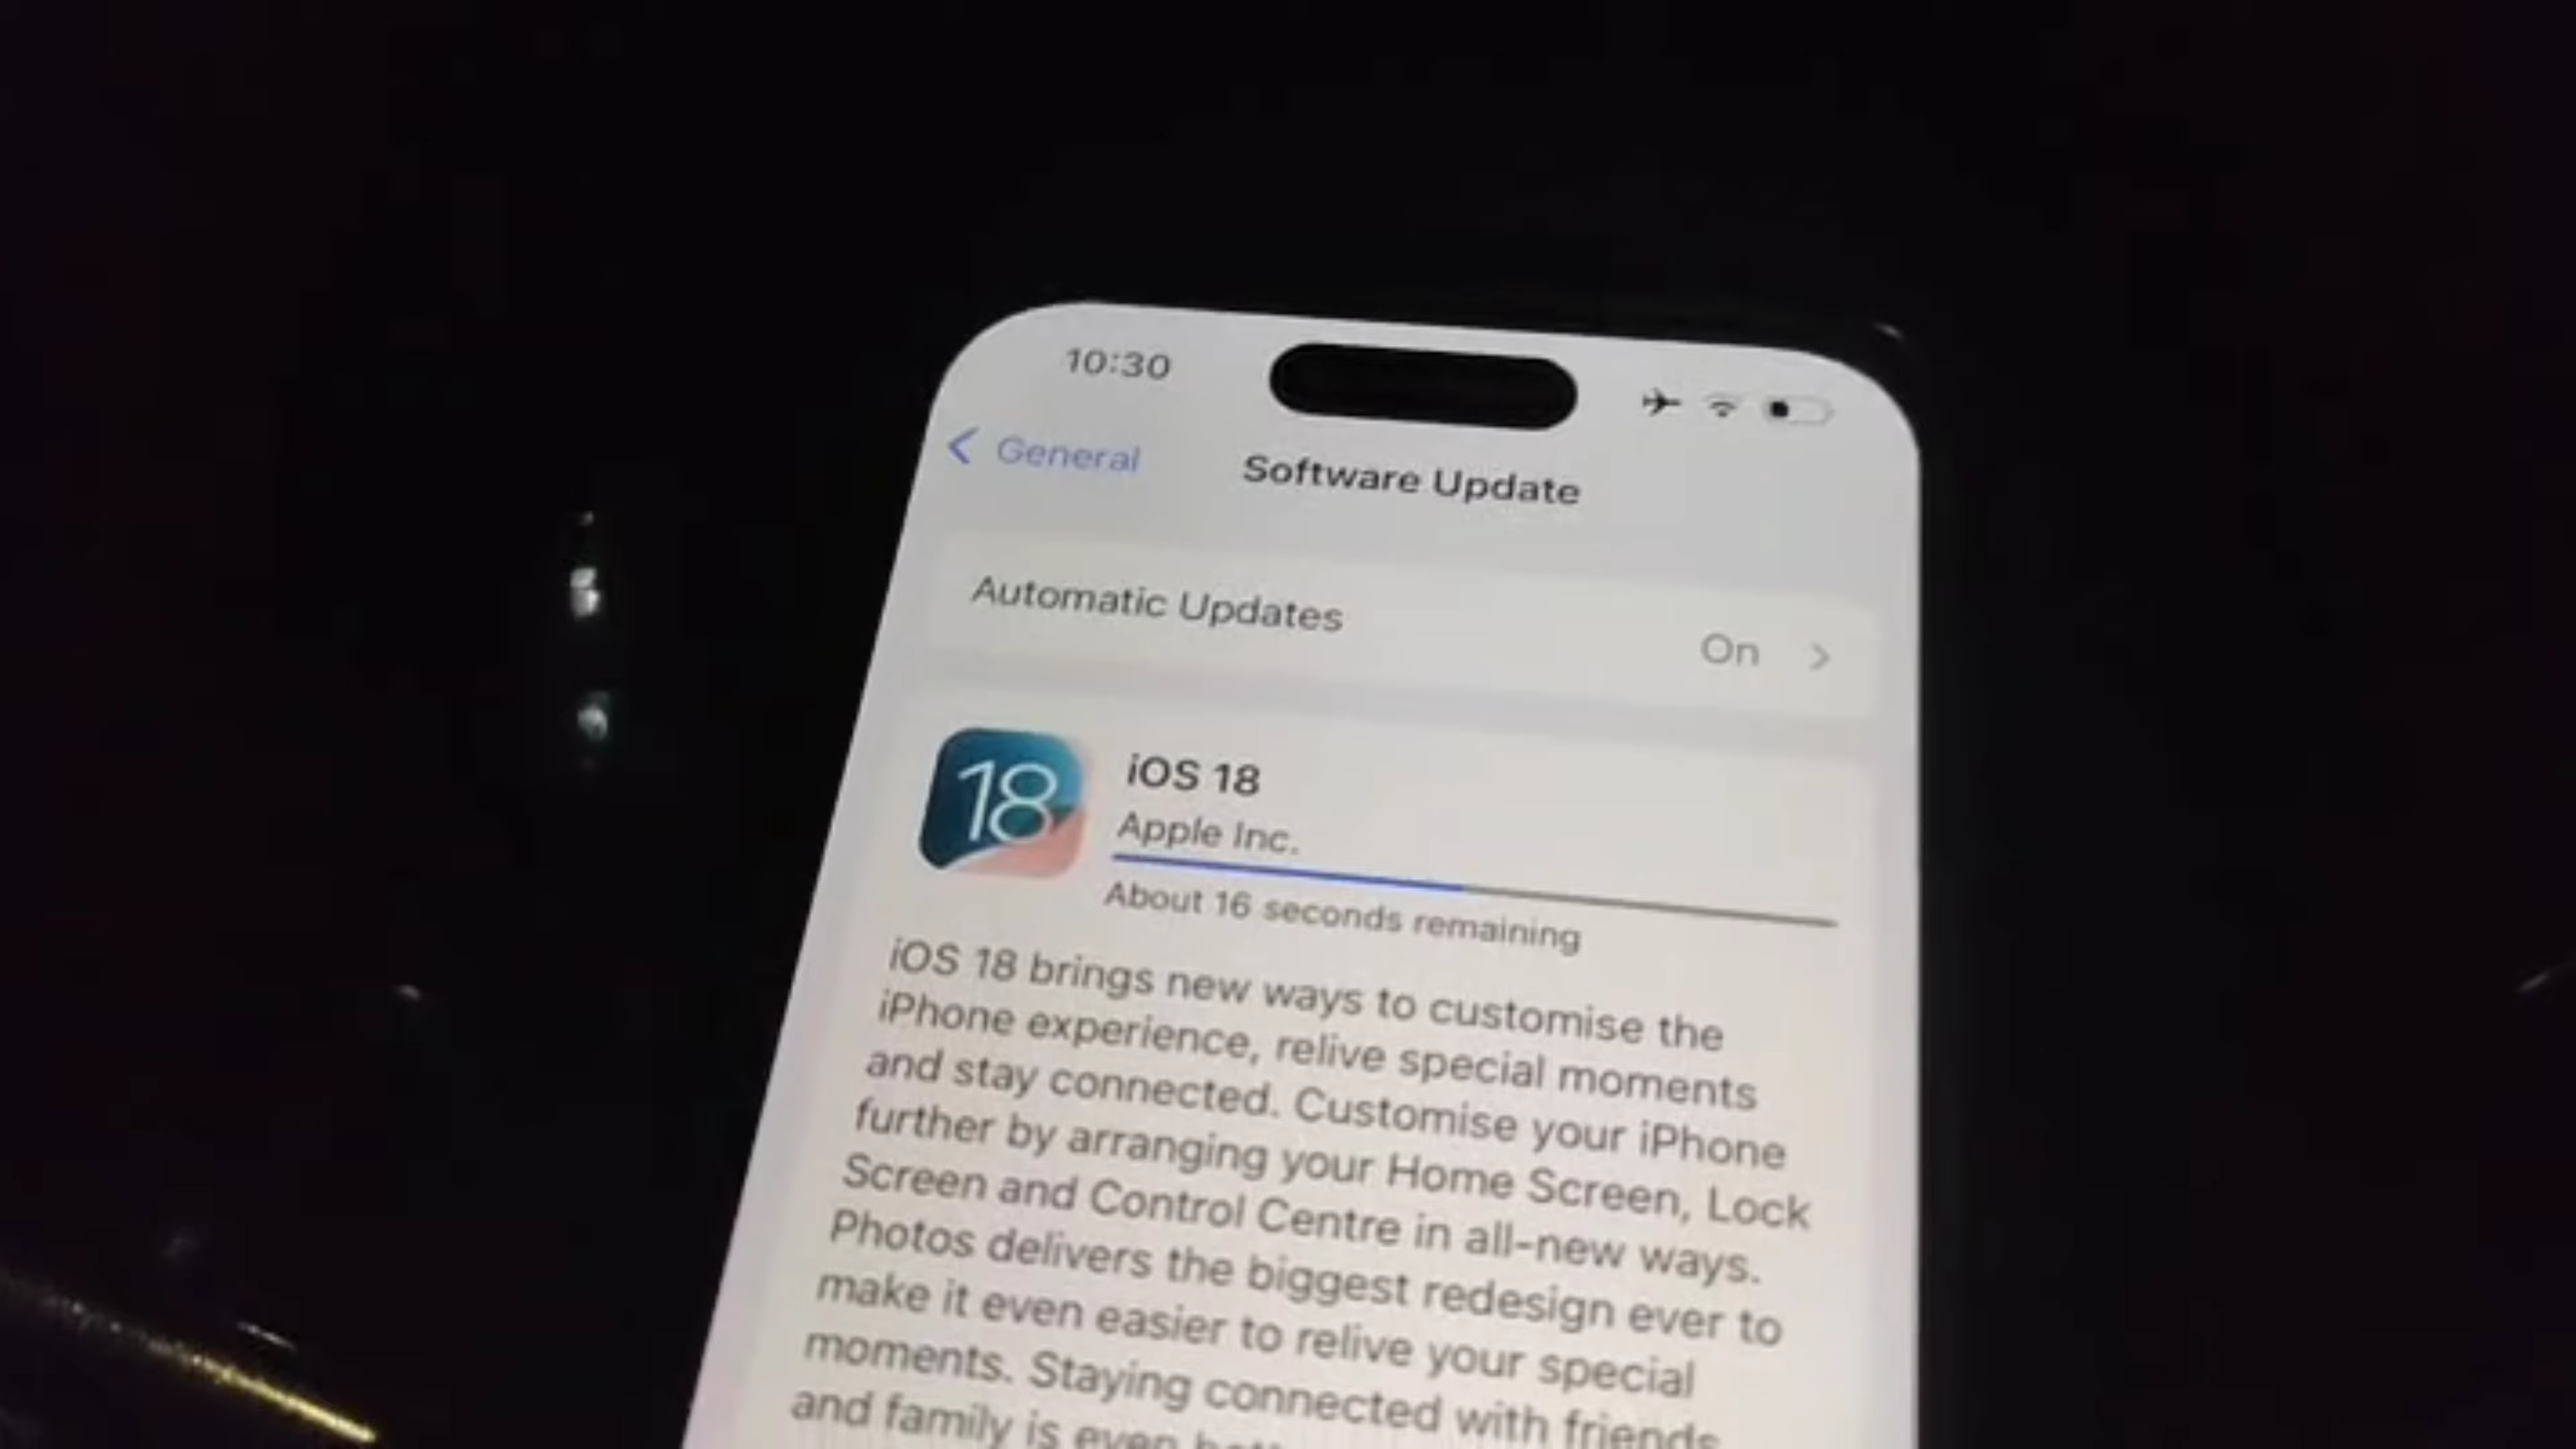 10:30
General
Software Update
Automatic Updates
On
18
iOS 18
Apple Inc.
About 16 seconds remaining
iOS 18 brings new ways to customise the
iPhone experience, relive special moments
and stay connected. Customise your iPhone
further by arranging your Home Screen, Lock
Screen and Control Centre in all-new ways.
Photos delivers the biggest redesign ever to
make it even easier to relive your special
moments. Staying connected with friends
and family is even